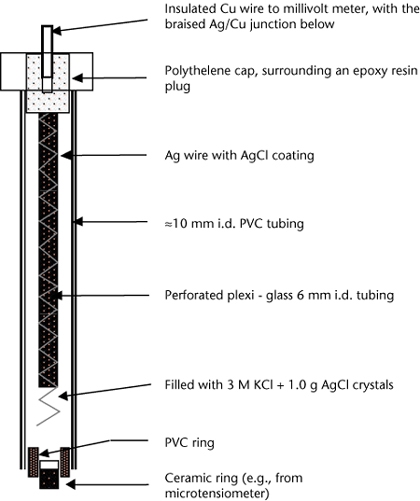 Insulated Cu wire to millivolt meter, with the
braised Ag/Cu junction below
Polythelene cap, surrounding an epoxy resin
plug
Ag wire with AgCl coating
≈10 mm i.d. PVC tubing
Perforated plexi - glass 6 mm i.d. tubing
Filled with 3 M KCl + 1.0 g AgCl crystals
PVC ring
Ceramic ring (e.g., from
microtensiometer)